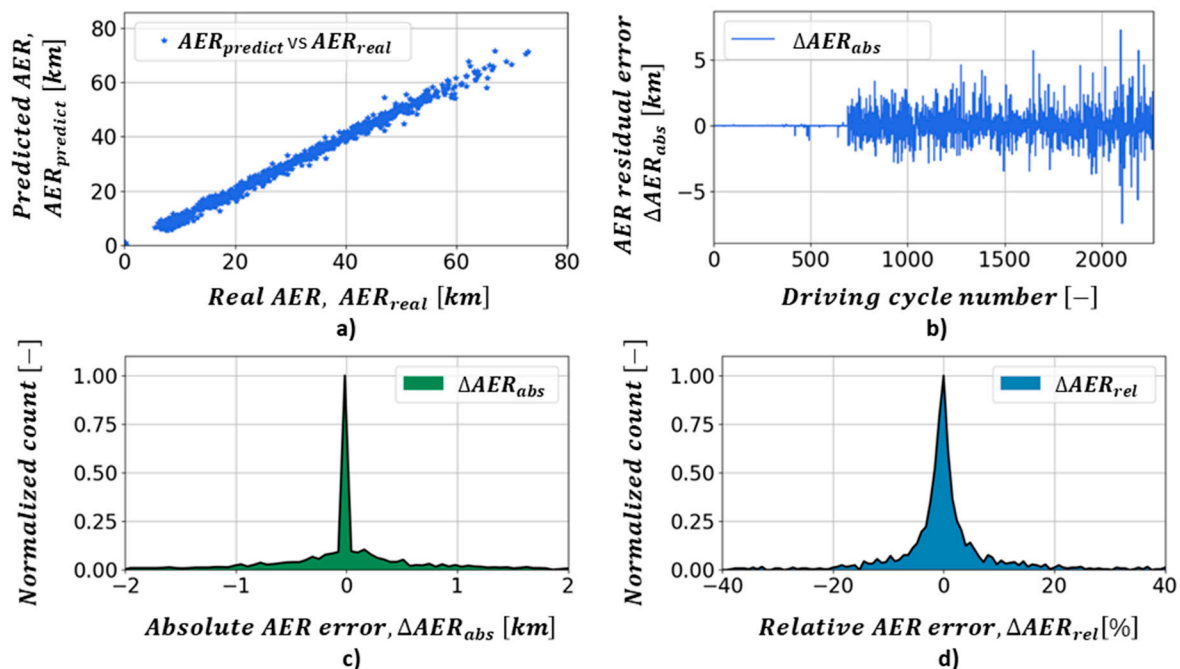 Predicted AER,
AER_predict [km]
80
60
40
20
0
AER_predict vs AER_real
0 20 40 60 80
Real AER, AER_real [km]
a)
AER residual error
ΔAER_abs [km]
5
0
−5
ΔAER_abs
0 500 1000 1500 2000
Driving cycle number [−]
b)
Normalized count [−]
1.00
0.75
0.50
0.25
0.00
ΔAER_abs
−2 −1 0 1 2
Absolute AER error, ΔAER_abs [km]
c)
Normalized count [−]
1.00
0.75
0.50
0.25
0.00
ΔAER_rel
−40 −20 0 20 40
Relative AER error, ΔAER_rel[%]
d)